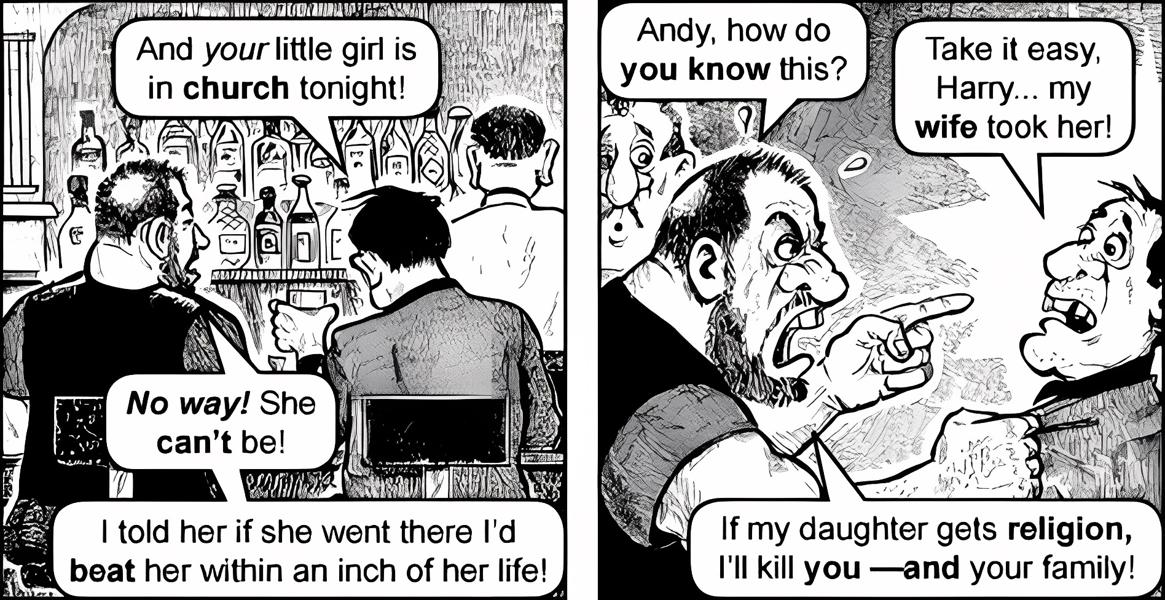 And your little girl is
in church tonight!
No way! She
can't be!
I told her if she went there I'd
beat her within an inch of her life!
Andy, how do
you know this?
Take it easy,
Harry... my
wife took her!
If my daughter gets religion,
I'll kill you —and your family!